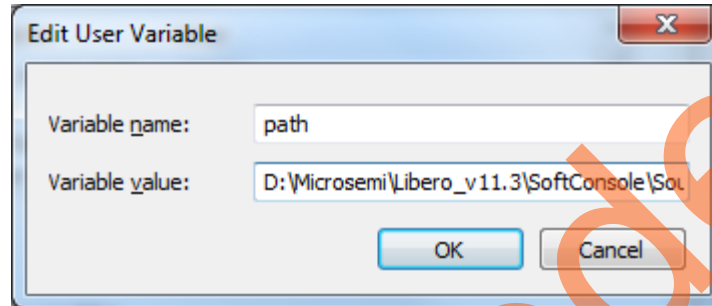 Edit User Variable
Variable name: path
Variable value: D:\Microsemi\Libero_v11.3\SoftConsole\Sou
OK Cancel